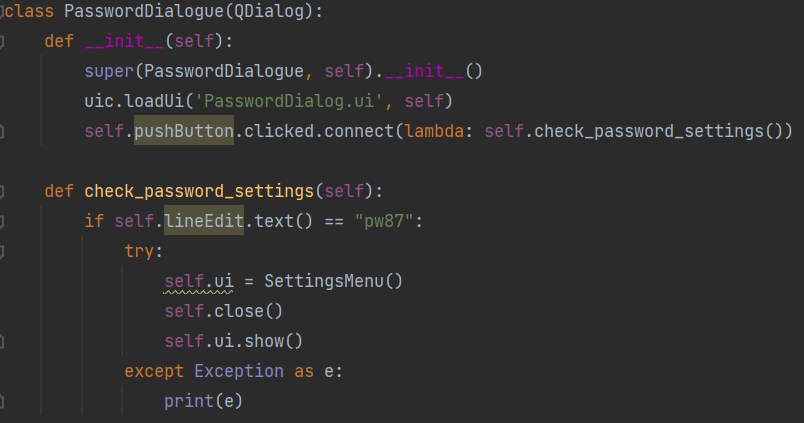 class PasswordDialogue(QDialog):
    def __init__(self):
        super(PasswordDialogue, self).__init__()
        uic.loadUi('PasswordDialog.ui', self)
        self.pushButton.clicked.connect(lambda: self.check_password_settings())

    def check_password_settings(self):
        if self.lineEdit.text() == "pw87":
            try:
                self.ui = SettingsMenu()
                self.close()
                self.ui.show()
            except Exception as e:
                print(e)